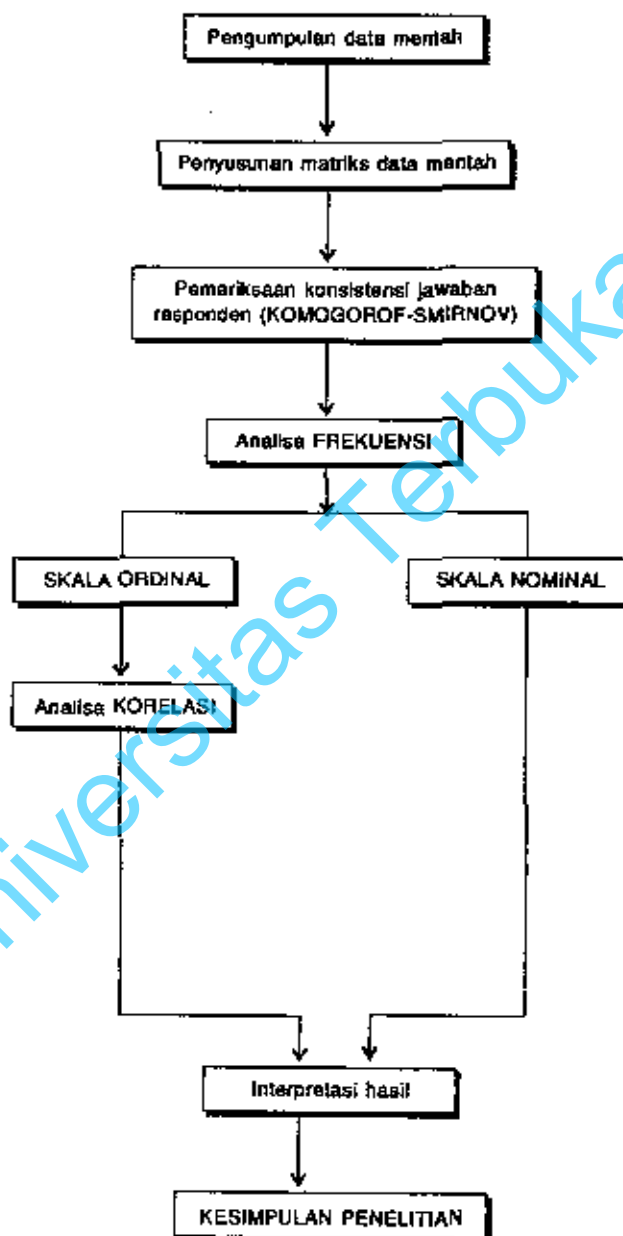 Pengumpulan data mentah
Penyusunan matriks data mentah
Pemeriksaan konsistensi jawaban
responden (KOMOGOROF-SMIRNOV)
Analisa FREKUENSI
SKALA ORDINAL
SKALA NOMINAL
Analisa KORELASI
Interpretasi hasil
KESIMPULAN PENELITIAN
Universitas Terbuka